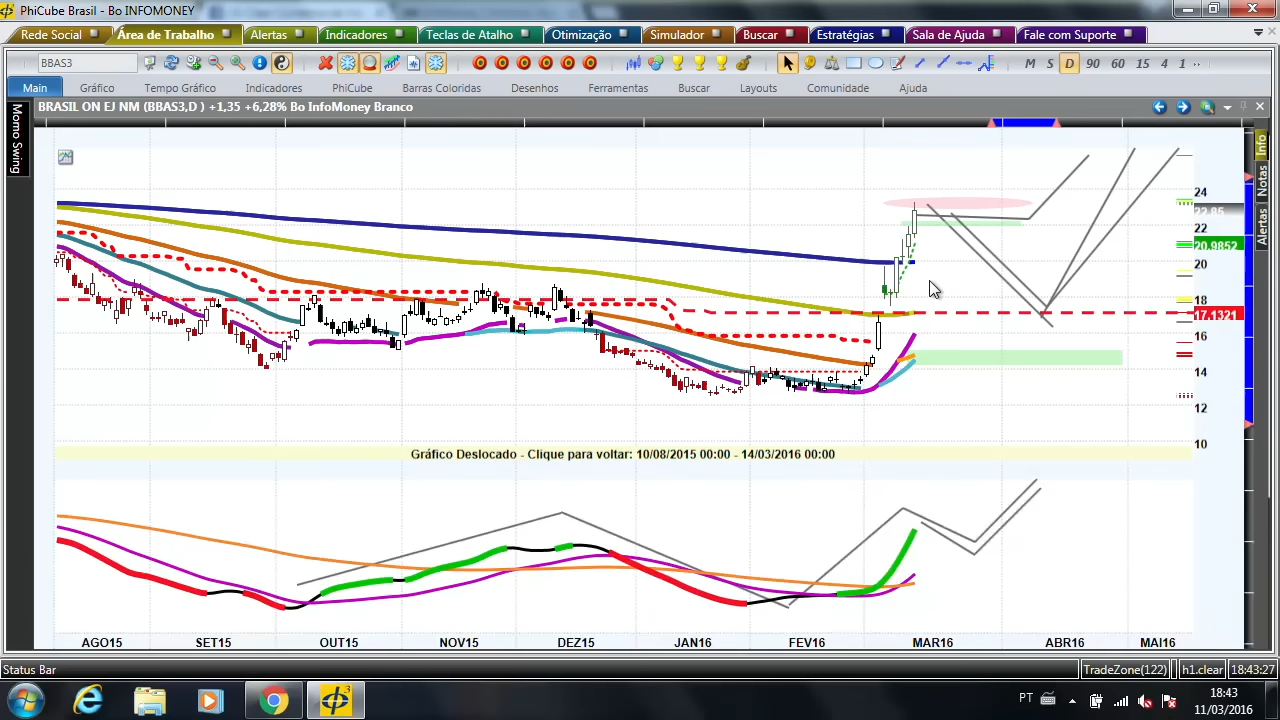 PhiCube Brasil - Bo INFOMONEY
Rede Social Área de Trabalho Alertas Indicadores Teclas de Atalho Otimização Simulador Buscar Estratégias Sala de Ajuda Fale com Suporte
BBAS3 M S D 90 60 15 4 1
Main Gráfico Tempo Gráfico Indicadores PhiCube Barras Coloridas Desenhos Ferramentas Buscar Layouts Comunidade Ajuda
BRASIL ON EJ NM (BBAS3,D ) +1,35 +6,28% Bo InfoMoney Branco
Momo Swing
Info
Notas
Alertas
24
22,85
22
20,9852
20
18
17,1321
16
14
12
10
Gráfico Deslocado - Clique para voltar: 10/08/2015 00:00 - 14/03/2016 00:00
AGO15 SET15 OUT15 NOV15 DEZ15 JAN16 FEV16 MAR16 ABR16 MAI16
Status Bar TradeZone(122) h1.clear 18:43:27
PT 18:43
11/03/2016